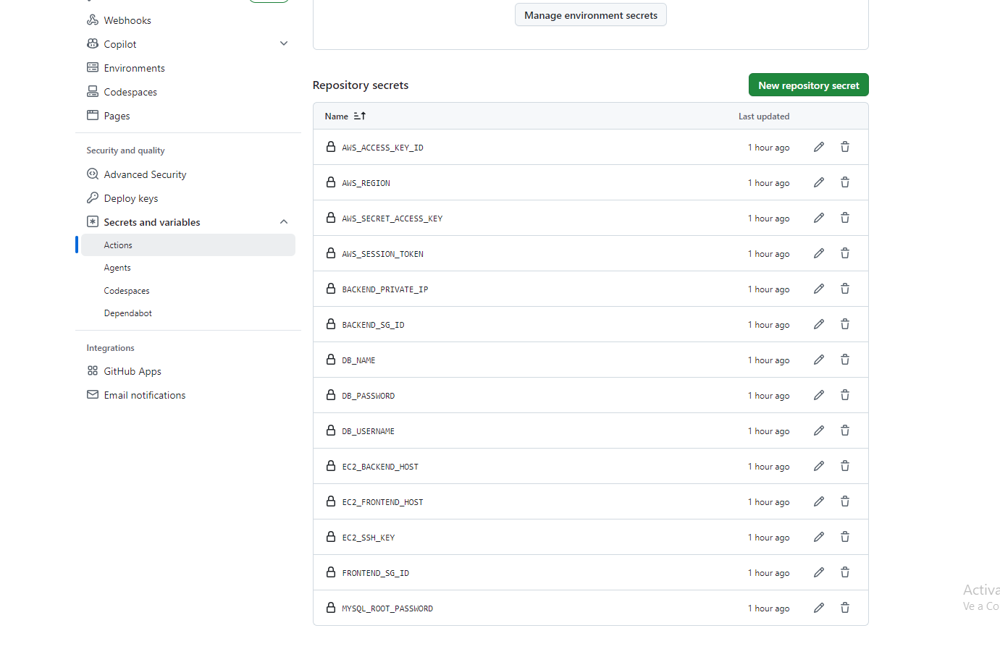 Webhooks
Copilot
Environments
Codespaces
Pages
Security and quality
Advanced Security
Deploy keys
Secrets and variables
Actions
Agents
Codespaces
Dependabot
Integrations
GitHub Apps
Email notifications
Manage environment secrets
Repository secrets
New repository secret
Name Last updated
AWS_ACCESS_KEY_ID 1 hour ago
AWS_REGION 1 hour ago
AWS_SECRET_ACCESS_KEY 1 hour ago
AWS_SESSION_TOKEN 1 hour ago
BACKEND_PRIVATE_IP 1 hour ago
BACKEND_SG_ID 1 hour ago
DB_NAME 1 hour ago
DB_PASSWORD 1 hour ago
DB_USERNAME 1 hour ago
EC2_BACKEND_HOST 1 hour ago
EC2_FRONTEND_HOST 1 hour ago
EC2_SSH_KEY 1 hour ago
FRONTEND_SG_ID 1 hour ago
MYSQL_ROOT_PASSWORD 1 hour ago
Activa
Ve a Co